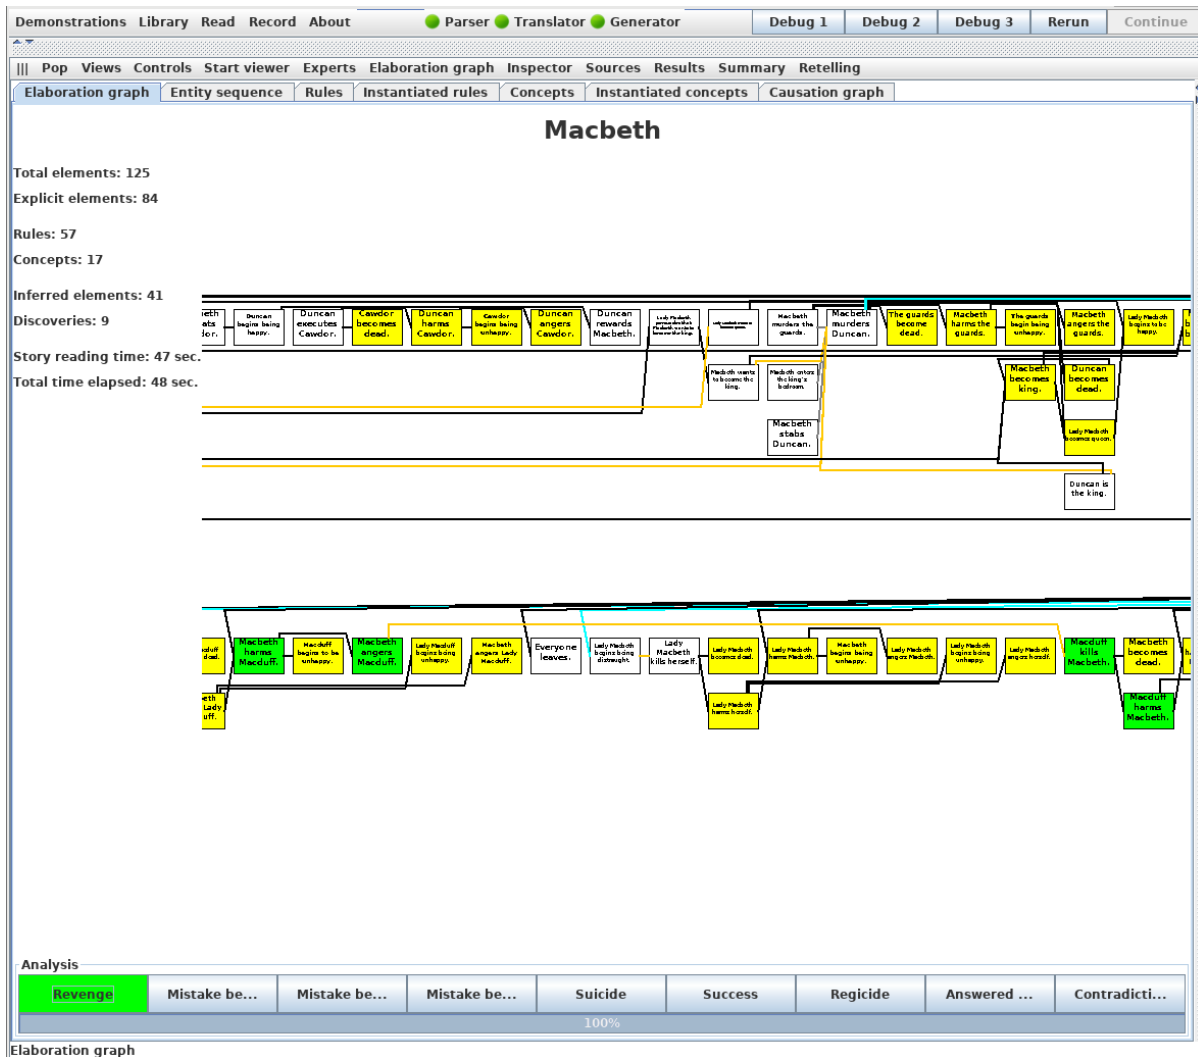 Demonstrations Library Read Record About Parser Translator Generator Debug 1 Debug 2 Debug 3 Rerun Continue
||| Pop Views Controls Start viewer Experts Elaboration graph Inspector Sources Results Summary Retelling
Elaboration graph Entity sequence Rules Instantiated rules Concepts Instantiated concepts Causation graph
Macbeth
Total elements: 125
Explicit elements: 84
Rules: 57
Concepts: 17
Inferred elements: 41
Discoveries: 9
Story reading time: 47 sec.
Total time elapsed: 48 sec.
Duncan begins being happy.
Duncan executes Cawdor.
Cawdor becomes dead.
Duncan harms Cawdor.
Cawdor begins being unhappy.
Duncan angers Cawdor.
Duncan rewards Macbeth.
Macbeth murders the guards.
Macbeth murders Duncan.
The guards become dead.
Macbeth harms the guards.
The guards begin being unhappy.
Macbeth angers the guards.
Lady Macbeth begins to be happy.
Macbeth wants to become the king.
Macbeth enters the king's bedroom.
Macbeth becomes king.
Duncan becomes dead.
Macbeth stabs Duncan.
Lady Macbeth becomes queen.
Duncan is the king.
Macbeth harms Macduff.
Macduff begins to be unhappy.
Macbeth angers Macduff.
Lady Macduff begins being unhappy.
Macbeth angers Lady Macduff.
Everyone leaves.
Lady Macbeth begins being distraught.
Lady Macbeth kills herself.
Lady Macbeth becomes dead.
Lady Macbeth harms Macbeth.
Macbeth begins being unhappy.
Lady Macbeth angers Macbeth.
Lady Macbeth begins being unhappy.
Lady Macbeth angers herself.
Macduff kills Macbeth.
Macbeth becomes dead.
Lady Macbeth harms herself.
Macduff harms Macbeth.
Analysis
Revenge Mistake be... Mistake be... Mistake be... Suicide Success Regicide Answered ... Contradicti...
100%
Elaboration graph